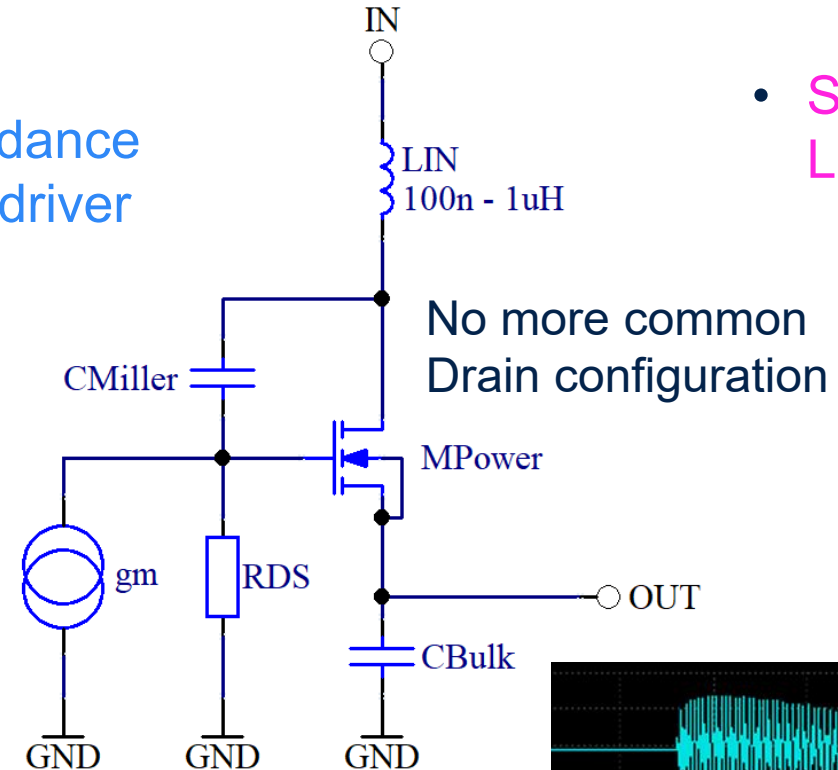 IN
dance
driver
• S
L
LIN
100n - 1uH
No more common
Drain configuration
CMiller
MPower
gm
RDS
OUT
CBulk
GND
GND
GND